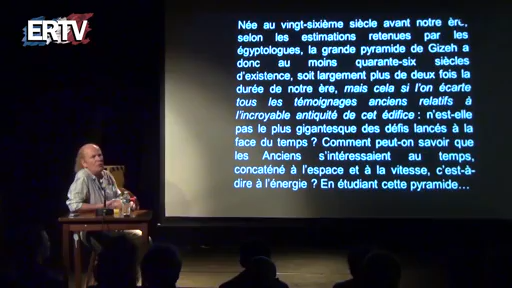 ERTV
Née au vingt-sixième siècle avant notre ère,
selon les estimations retenues par les
égyptologues, la grande pyramide de Gizeh a
donc au moins quarante-six siècles
d'existence, soit largement plus de deux fois la
durée de notre ère, mais cela si l'on écarte
tous les témoignages anciens relatifs à
l'incroyable antiquité de cet édifice : n'est-elle
pas le plus gigantesque des défis lancés à la
face du temps ? Comment peut-on savoir que
les Anciens s'intéressaient au temps,
concaténé à l'espace et à la vitesse, c'est-à-
dire à l'énergie ? En étudiant cette pyramide…